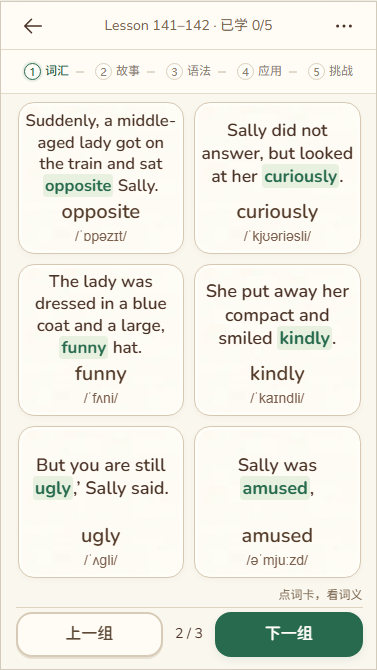 Lesson 141–142 · 已学 0/5
1 词汇 2 故事 3 语法 4 应用 5 挑战
Suddenly, a middle-
aged lady got on
the train and sat
opposite Sally.
opposite
/ˈɒpəzɪt/
Sally did not
answer, but looked
at her curiously.
curiously
/ˈkjʊəriəsli/
The lady was
dressed in a blue
coat and a large,
funny hat.
funny
/ˈfʌni/
She put away her
compact and
smiled kindly.
kindly
/ˈkaɪndli/
But you are still
ugly,’ Sally said.
ugly
/ˈʌɡli/
Sally was
amused,
amused
/əˈmjuːzd/
点词卡，看词义
上一组
2 / 3
下一组